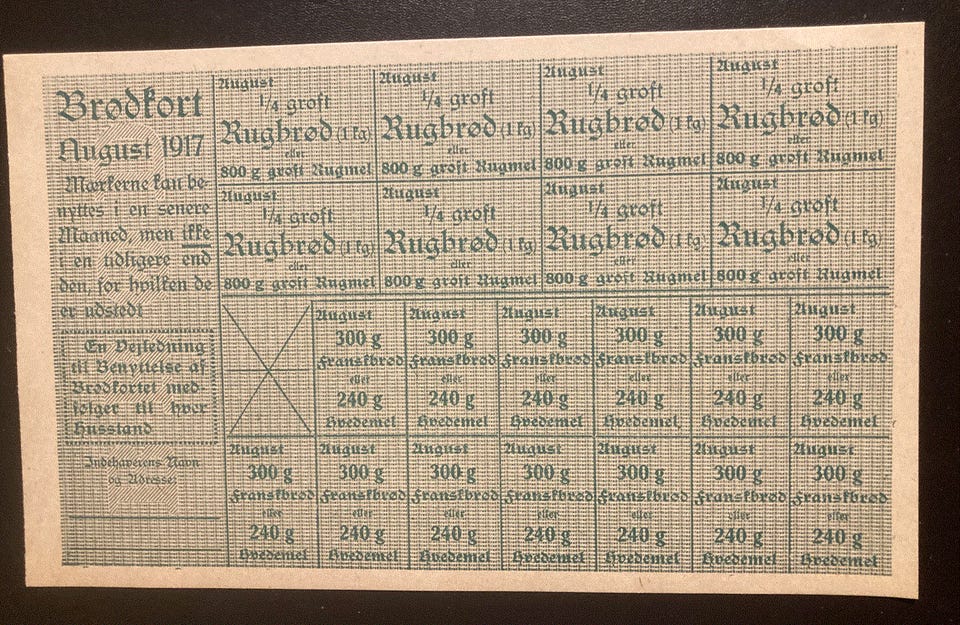 Brødkort
August 1917
Mærkerne kan be-
nyttes i en senere
Maaned, men ikke
i en tidligere end
den, for hvilken de
er udstedt
En Vejledning
til Benyttelse af
Brødkortet med-
følger til hver
Husstand
Indehaverens Navn
og Adresse:
August
1/4 groft
Rugbrød (1 kg)
eller
800 g groft Rugmel
August
1/4 groft
Rugbrød (1 kg)
eller
800 g groft Rugmel
August
1/4 groft
Rugbrød (1 kg)
eller
800 g groft Rugmel
August
1/4 groft
Rugbrød (1 kg)
eller
800 g groft Rugmel
August
1/4 groft
Rugbrød (1 kg)
eller
800 g groft Rugmel
August
1/4 groft
Rugbrød (1 kg)
eller
800 g groft Rugmel
August
1/4 groft
Rugbrød (1 kg)
eller
800 g groft Rugmel
August
1/4 groft
Rugbrød (1 kg)
eller
800 g groft Rugmel
August
300 g
Franskbrød
eller
240 g
Hvedemel
August
300 g
Franskbrød
eller
240 g
Hvedemel
August
300 g
Franskbrød
eller
240 g
Hvedemel
August
300 g
Franskbrød
eller
240 g
Hvedemel,
August
300 g
Franskbrød
eller
240 g
Hvedemel
August
300 g
Franskbrød
eller
240 g
Hvedemel
August
300 g
Franskbrød
eller
240 g
Hvedemel
August
300 g
Franskbrød
eller
240 g
Hvedemel
August
300 g
Franskbrød
eller
240 g
Hvedemel
August
300 g
Franskbrød
eller
240 g
Hvedemel
August
300 g
Franskbrød
eller
240 g
Hvedemel
August
300 g
Franskbrød
eller
240 g
Hvedemel
August
300 g
Franskbrød
eller
240 g
Hvedemel